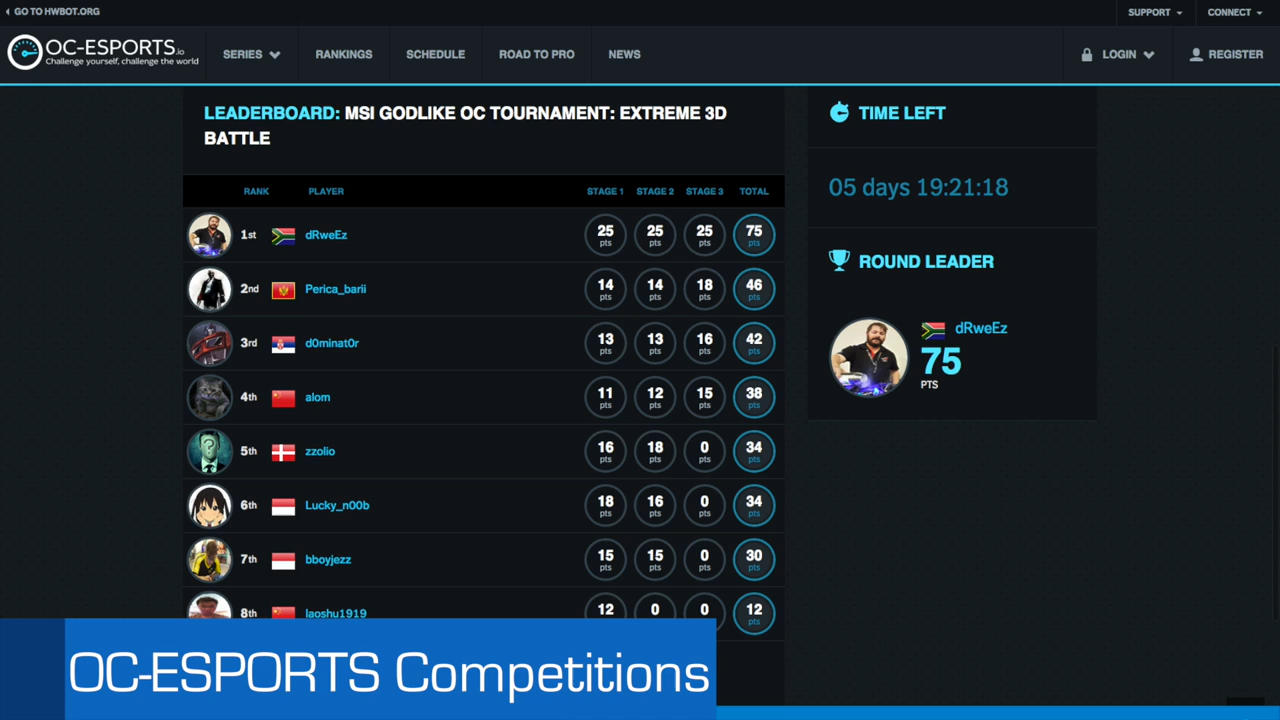 GO TO HWBOT.ORG
SUPPORT
CONNECT
OC-ESPORTS.io
Challenge yourself, challenge the world
SERIES
RANKINGS
SCHEDULE
ROAD TO PRO
NEWS
LOGIN
REGISTER
LEADERBOARD: MSI GODLIKE OC TOURNAMENT: EXTREME 3D
BATTLE
RANK PLAYER STAGE 1 STAGE 2 STAGE 3 TOTAL
1st dRweEz 25 pts 25 pts 25 pts 75 pts
2nd Perica_barii 14 pts 14 pts 18 pts 46 pts
3rd d0minat0r 13 pts 13 pts 16 pts 42 pts
4th alom 11 pts 12 pts 15 pts 38 pts
5th zzolio 16 pts 18 pts 0 pts 34 pts
6th Lucky_n00b 18 pts 16 pts 0 pts 34 pts
7th bboyjezz 15 pts 15 pts 0 pts 30 pts
8th laoshu1919 12 0 0 12 pts
TIME LEFT
05 days 19:21:18
ROUND LEADER
dRweEz
75
PTS
OC-ESPORTS Competitions